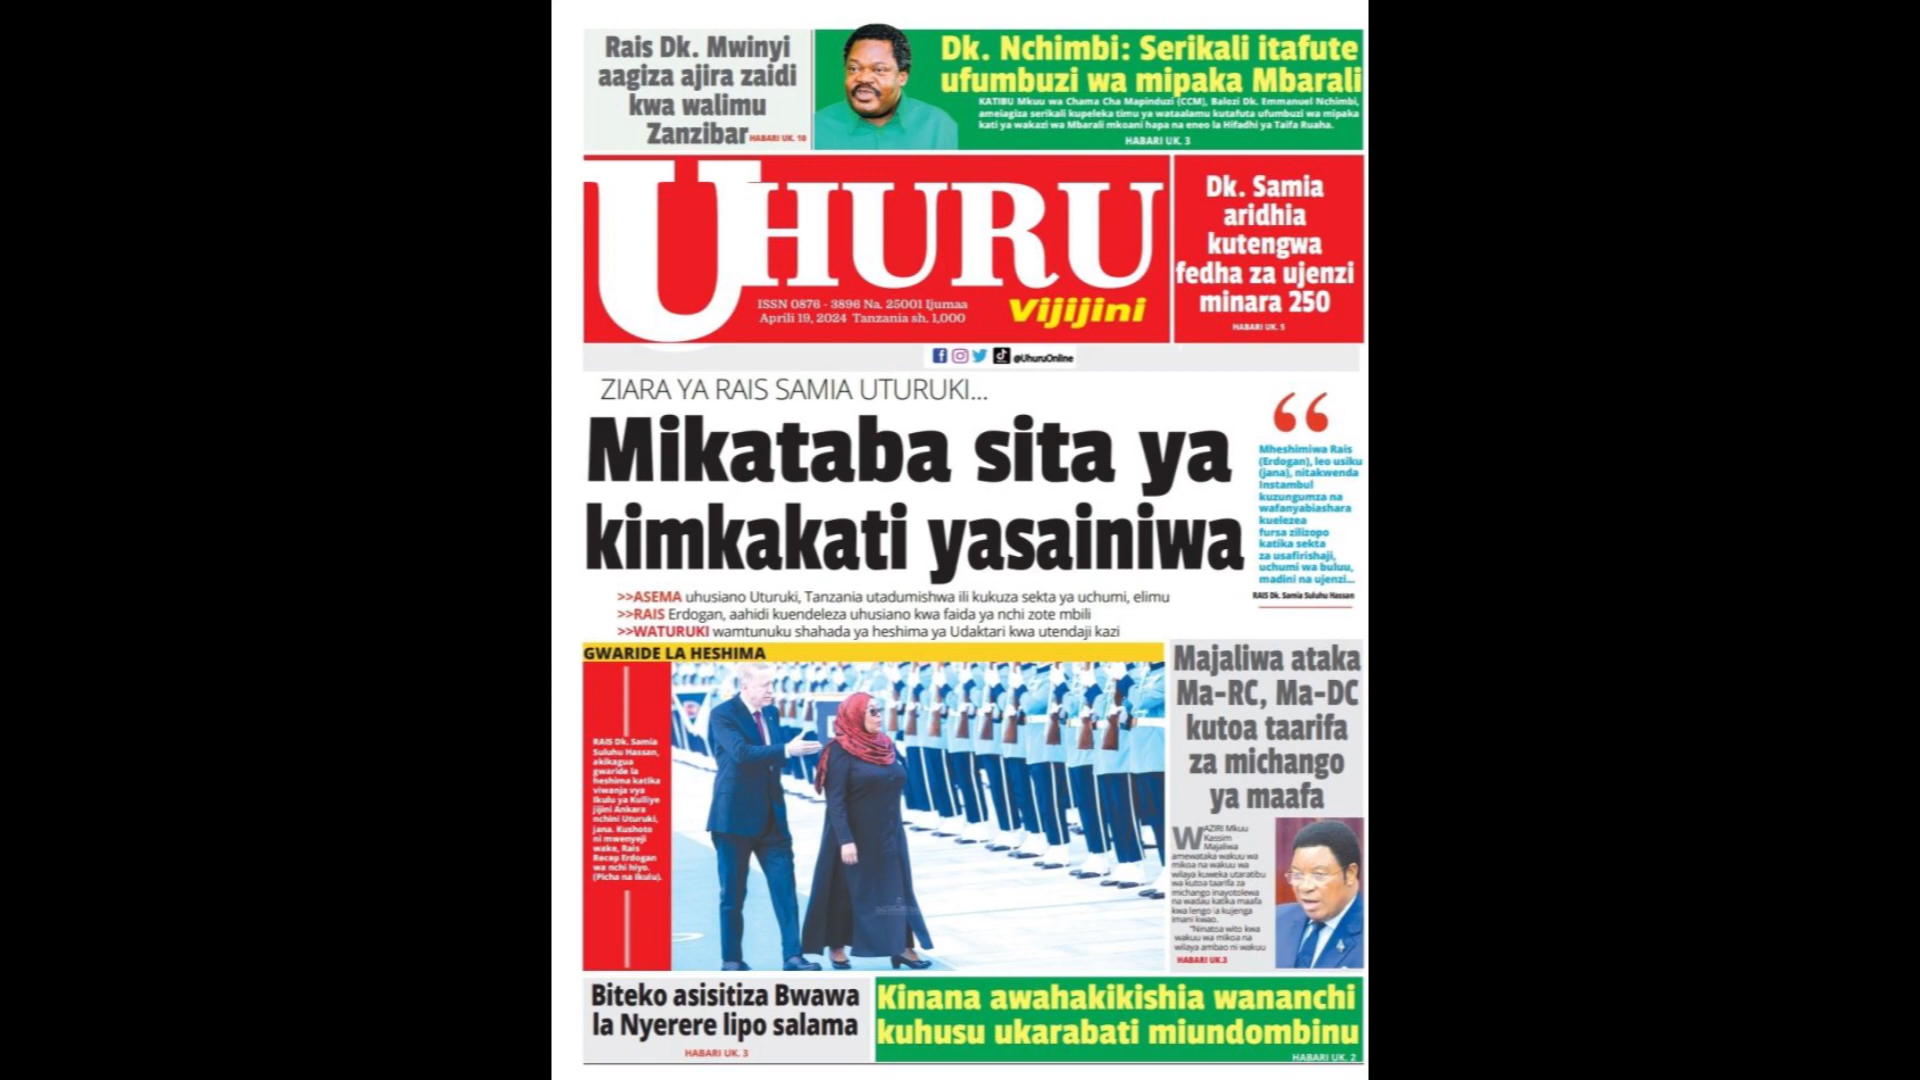 Rais Dk. Mwinyi
aagiza ajira zaidi
kwa walimu
Zanzibar HABARI UK. 10
Dk. Nchimbi: Serikali itafute
ufumbuzi wa mipaka Mbarali
KATIBU Mkuu wa Chama Cha Mapinduzi (CCM), Balozi Dk. Emmanuel Nchimbi,
ameiagiza serikali kupeleka timu ya wataalamu kutafuta ufumbuzi wa mipaka
kati ya wakazi wa Mbarali mkoani hapa na eneo la Hifadhi ya Taifa Ruaha.
HABARI UK. 3
UHURU
ISSN 0876 - 3896 Na. 25001 Ijumaa
Aprili 19, 2024 Tanzania sh. 1,000
Vijijini
Dk. Samia
aridhia
kutengwa
fedha za ujenzi
minara 250
HABARI UK. 5
@UhuruOnline
ZIARA YA RAIS SAMIA UTURUKI...
Mikataba sita ya
kimkakati yasainiwa
>>ASEMA uhusiano Uturuki, Tanzania utadumishwa ili kukuza sekta ya uchumi, elimu
>>RAIS Erdogan, aahidi kuendeleza uhusiano kwa faida ya nchi zote mbili
>>WATURUKI wamtunuku shahada ya heshima ya Udaktari kwa utendaji kazi
“
Mheshimiwa Rais
(Erdogan), leo usiku
(jana), nitakwenda
Instambul
kuzungumza na
wafanyabiashara
kuelezea
fursa zilizopo
katika sekta
za usafirishaji,
uchumi wa buluu,
madini na ujenzi...
RAIS Dk. Samia Suluhu Hassan
GWARIDE LA HESHIMA
RAIS Dk. Samia
Suluhu Hassan,
akikagua
gwaride la
heshima katika
viwanja vya
Ikulu ya Kulliye
jijini Ankara
nchini Uturuki,
jana. Kushoto
ni mwenyeji
wake, Rais
Recep Erdogan
wa nchi hiyo.
(Picha na Ikulu).
Majaliwa ataka
Ma-RC, Ma-DC
kutoa taarifa
za michango
ya maafa
WAZIRI Mkuu
Kassim
Majaliwa
amewataka wakuu wa
mikoa na wakuu wa
wilaya kuweka utaratibu
wa kutoa taarifa za
michango inayotolewa
na wadau katika maafa
kwa lengo la kujenga
imani kwao.
"Ninatoa wito kwa
wakuu wa mikoa na
wilaya ambao ni wakuu
HABARI UK.3
Biteko asisitiza Bwawa
la Nyerere lipo salama
HABARI UK. 3
Kinana awahakikishia wananchi
kuhusu ukarabati miundombinu
HABARI UK. 2